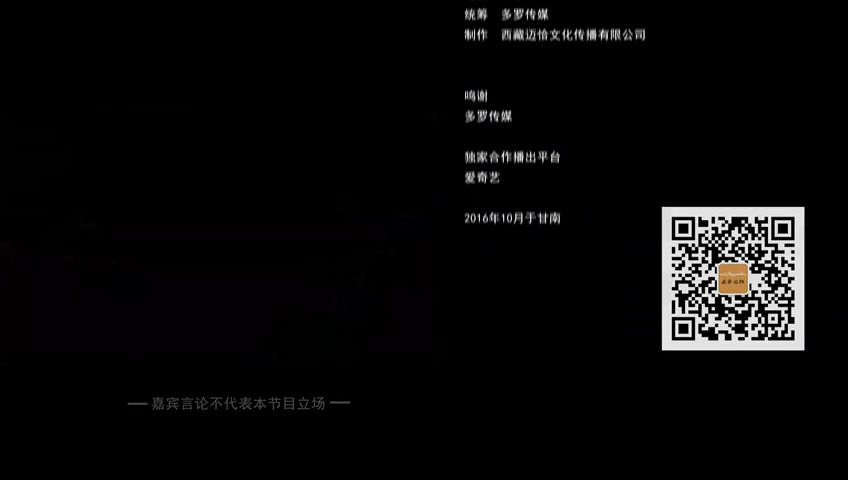 统筹 多罗传媒
制作 西藏迈恰文化传播有限公司
鸣谢
多罗传媒
独家合作播出平台
爱奇艺
2016年10月于甘南
嘉宾言论不代表本节目立场